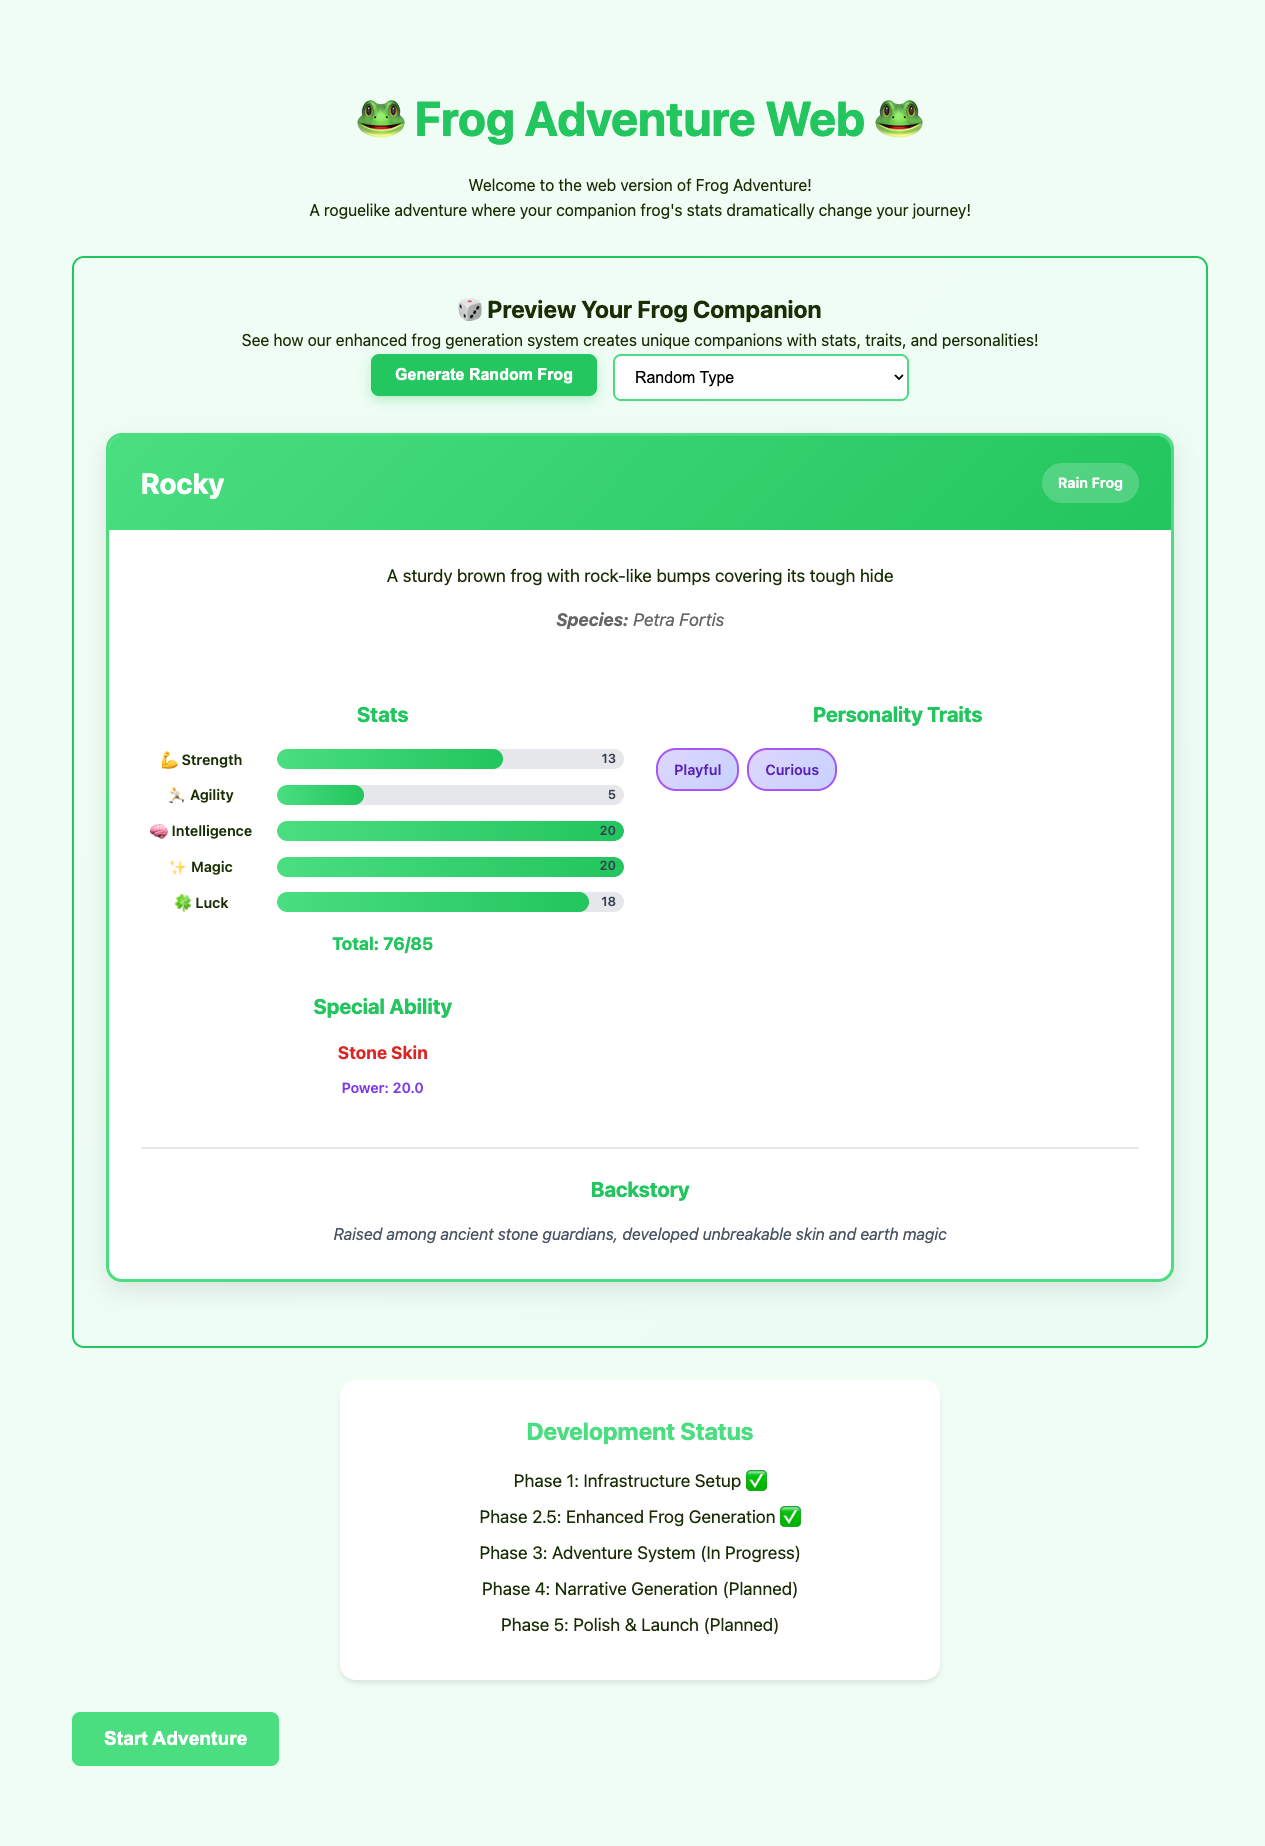 🐸 Frog Adventure Web 🐸
Welcome to the web version of Frog Adventure!
A roguelike adventure where your companion frog's stats dramatically change your journey!
🎲 Preview Your Frog Companion
See how our enhanced frog generation system creates unique companions with stats, traits, and personalities!
Generate Random Frog
Random Type
Rocky
Rain Frog
A sturdy brown frog with rock-like bumps covering its tough hide
Species: Petra Fortis
Stats
💪 Strength 13
🏃 Agility 5
🧠 Intelligence 20
✨ Magic 20
🍀 Luck 18
Total: 76/85
Personality Traits
Playful
Curious
Special Ability
Stone Skin
Power: 20.0
Backstory
Raised among ancient stone guardians, developed unbreakable skin and earth magic
Development Status
Phase 1: Infrastructure Setup ✅
Phase 2.5: Enhanced Frog Generation ✅
Phase 3: Adventure System (In Progress)
Phase 4: Narrative Generation (Planned)
Phase 5: Polish & Launch (Planned)
Start Adventure